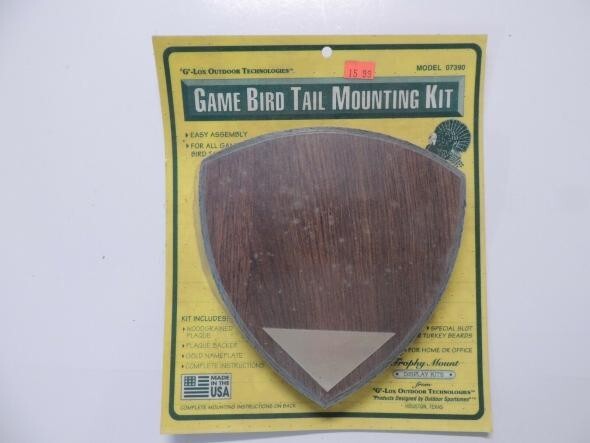 "G"-LOX OUTDOOR TECHNOLOGIES™
15.99
MODEL 07390
GAME BIRD TAIL MOUNTING KIT
EASY ASSEMBLY
FOR ALL
BIRD
KIT INCLUDES:
WOODGRAINED
PLAQUE
PLAQUE BACKER
GOLD NAMEPLATE
COMPLETE INSTRUCTIONS
MADE
IN THE
USA
COMPLETE MOUNTING INSTRUCTIONS ON BACK
SPECIAL SLOT
TURKEY BEARDS
FOR HOME OR OFFICE
Trophy Mount
DISPLAY KITS
from
"G"-LOX OUTDOOR TECHNOLOGIES™
"Products Designed by Outdoor Sportsmen"™
HOUSTON, TEXAS